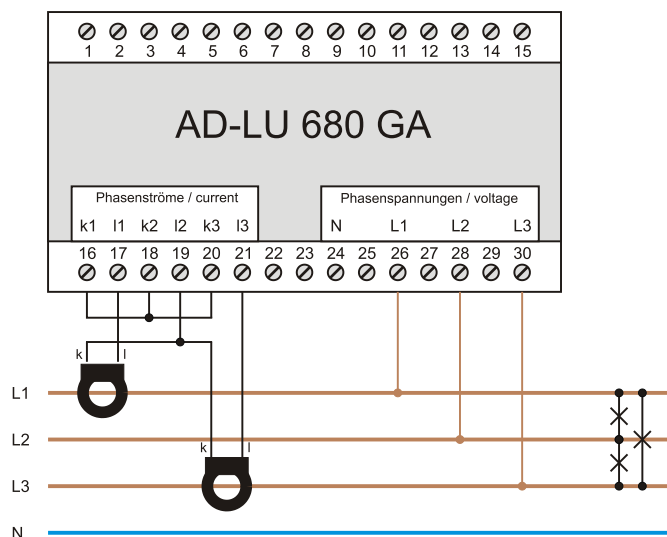 1 2 3 4 5 6 7 8 9 10 11 12 13 14 15
AD-LU 680 GA
Phasenströme / current
Phasenspannungen / voltage
k1 l1 k2 l2 k3 l3
N L1 L2 L3
16 17 18 19 20 21 22 23 24 25 26 27 28 29 30
k l
L1
L2
k l
L3
N